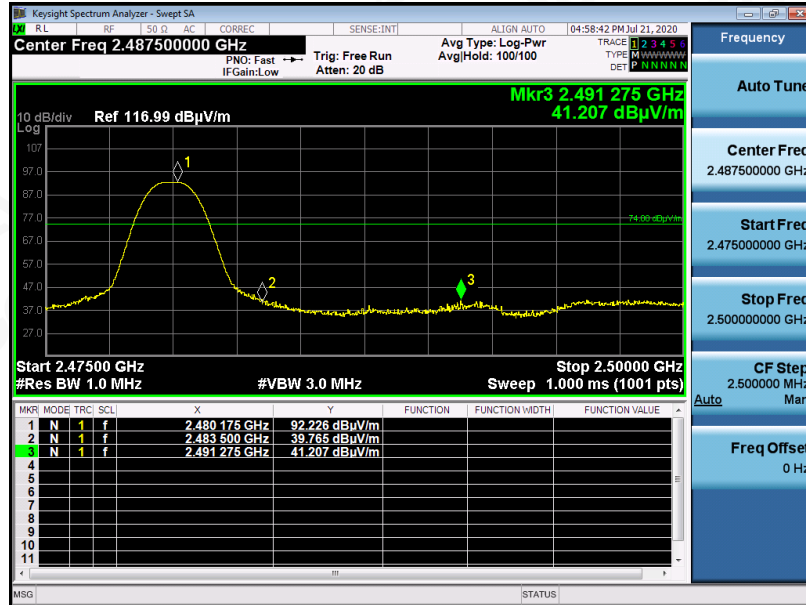 Keysight Spectrum Analyzer - Swept SA
LXI RL RF 50 Ω AC CORREC SENSE:INT ALIGN AUTO 04:58:42 PM Jul 21, 2020
Center Freq 2.487500000 GHz
PNO: Fast
IFGain:Low
Trig: Free Run
Atten: 20 dB
Avg Type: Log-Pwr
Avg|Hold: 100/100
TRACE 1 2 3 4 5 6
TYPE M W W W W W
DET P N N N N N
Mkr3 2.491 275 GHz
41.207 dBµV/m
10 dB/div Ref 116.99 dBµV/m
Log
107
97.0
1
87.0
77.0
74.00 dBµV/m
67.0
57.0
47.0
2
3
37.0
27.0
Start 2.47500 GHz Stop 2.50000 GHz
#Res BW 1.0 MHz #VBW 3.0 MHz Sweep 1.000 ms (1001 pts)
MKR MODE TRC SCL X Y FUNCTION FUNCTION WIDTH FUNCTION VALUE
1 N 1 f 2.480 175 GHz 92.226 dBµV/m
2 N 1 f 2.483 500 GHz 39.765 dBµV/m
3 N 1 f 2.491 275 GHz 41.207 dBµV/m
4
5
6
7
8
9
10
11
MSG STATUS
Frequency
Auto Tune
Center Freq
2.487500000 GHz
Start Freq
2.475000000 GHz
Stop Freq
2.500000000 GHz
CF Step
2.500000 MHz
Auto Man
Freq Offset
0 Hz